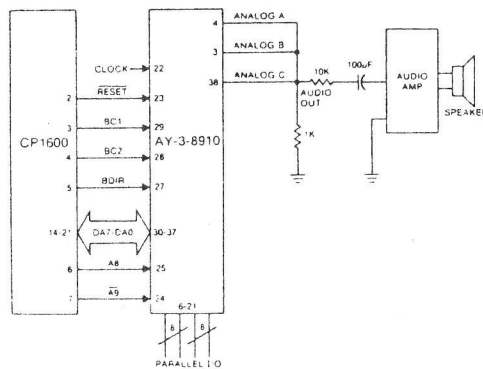 4 ANALOG A
3 ANALOG B
38 ANALOG C
10K
100µF
AUDIO AMP
SPEAKER
AUDIO OUT
1K
CLOCK 22
2 RESET 23
3 BC1 29
CP1600
AY-3-8910
4 BC2 28
5 BDIR 27
14-21 DA7-DA0 30-37
6 A8 25
7 A9 24
6-21
8 8
PARALLEL I/O